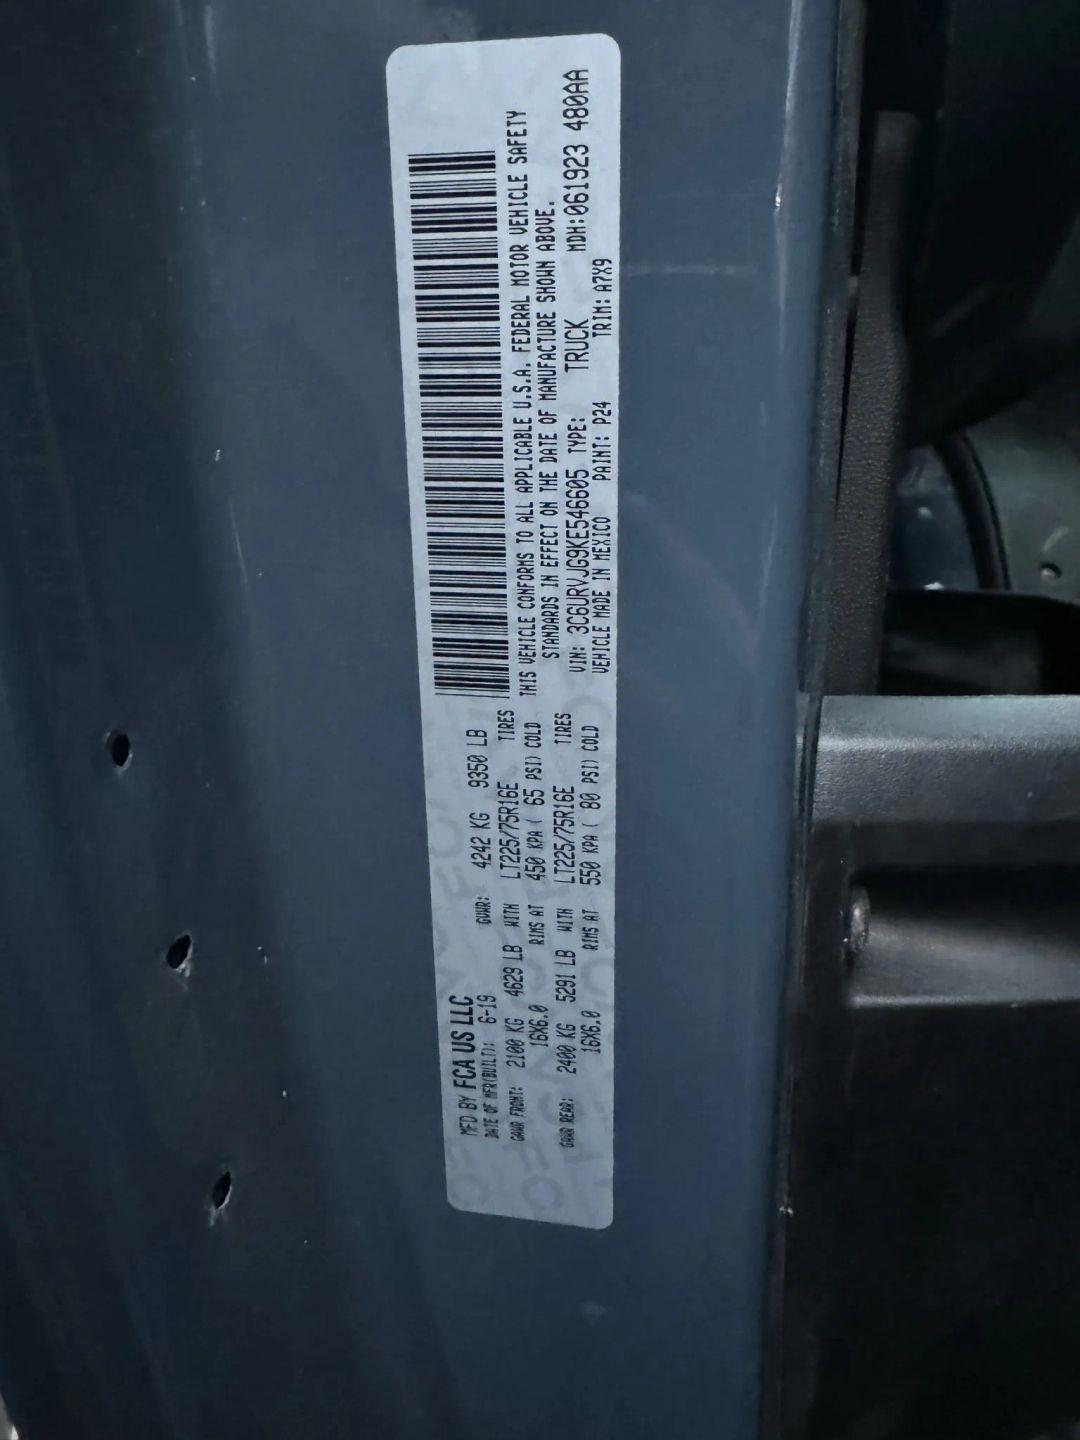 MFD BY FCA US LLC
DATE OF MFR(BUILT): 6-19 GVWR: 4242 KG 9350 LB
GAWR FRONT: 2100 KG 4629 LB WITH LT225/75R16E TIRES
16X6.0 RIMS AT 450 KPA ( 65 PSI) COLD
GAWR REAR: 2400 KG 5291 LB WITH LT225/75R16E TIRES
16X6.0 RIMS AT 550 KPA ( 80 PSI) COLD
THIS VEHICLE CONFORMS TO ALL APPLICABLE U.S.A. FEDERAL MOTOR VEHICLE SAFETY
STANDARDS IN EFFECT ON THE DATE OF MANUFACTURE SHOWN ABOVE.
VIN: 3C6URVJG9KE546605 TYPE: TRUCK MDH:061923 480AA
VEHICLE MADE IN MEXICO PAINT: P24 TRIM: A7X9